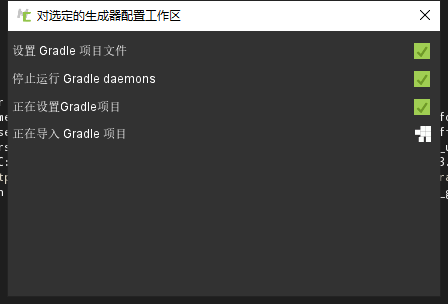 对选定的生成器配置工作区
设置 Gradle 项目文件
停止运行 Gradle daemons
正在设置Gradle项目
正在导入 Gradle 项目